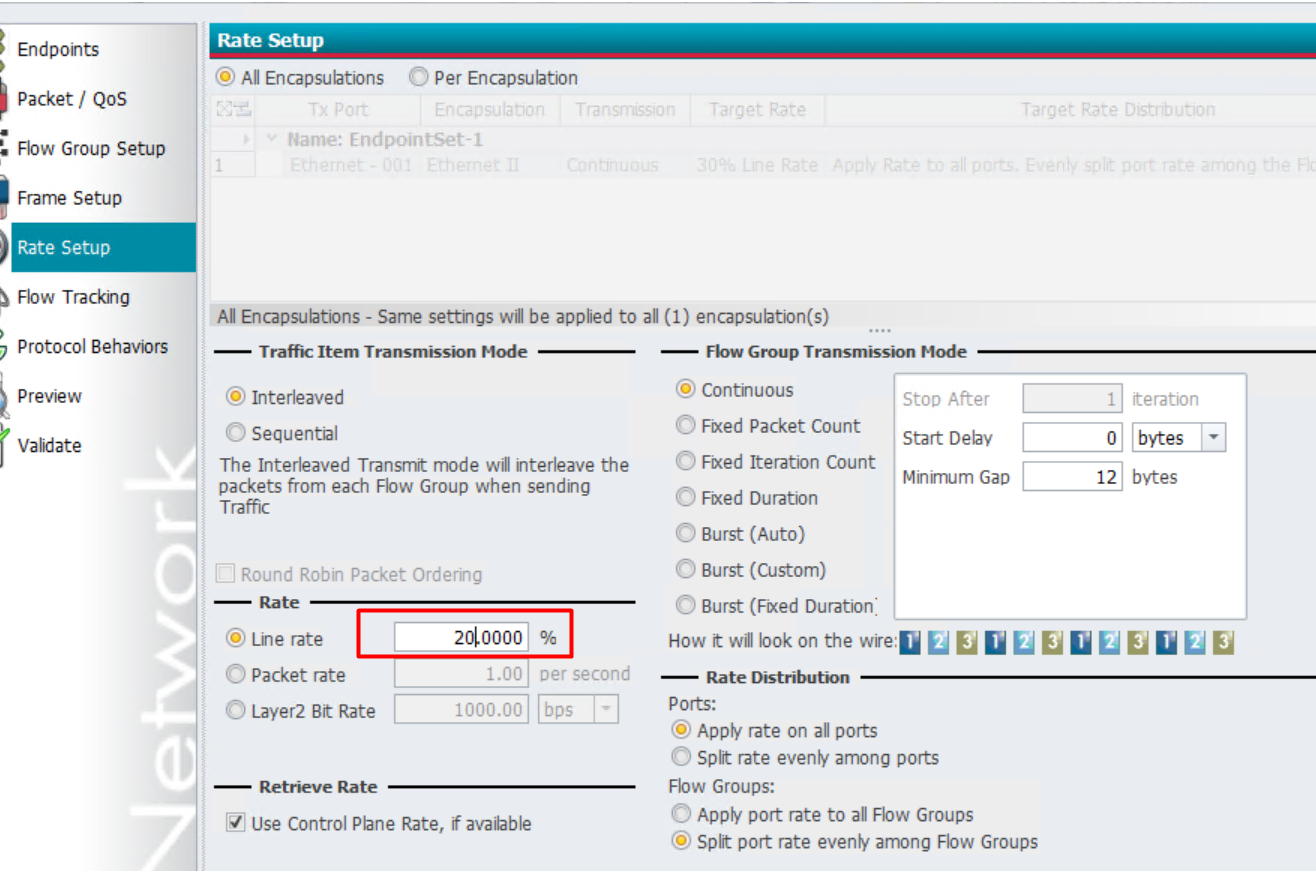 Endpoints
Packet / QoS
Flow Group Setup
Frame Setup
Rate Setup
Flow Tracking
Protocol Behaviors
Preview
Validate
Network
Rate Setup
All Encapsulations Per Encapsulation
Tx Port Encapsulation Transmission Target Rate Target Rate Distribution
Name: EndpointSet-1
1 Ethernet - 001 Ethernet II Continuous 30% Line Rate Apply Rate to all ports. Evenly split port rate among the Flo
All Encapsulations - Same settings will be applied to all (1) encapsulation(s)
Traffic Item Transmission Mode
Interleaved
Sequential
The Interleaved Transmit mode will interleave the
packets from each Flow Group when sending
Traffic
Round Robin Packet Ordering
Rate
Line rate 20.0000 %
Packet rate 1.00 per second
Layer2 Bit Rate 1000.00 bps
Retrieve Rate
Use Control Plane Rate, if available
Flow Group Transmission Mode
Continuous
Fixed Packet Count
Fixed Iteration Count
Fixed Duration
Burst (Auto)
Burst (Custom)
Burst (Fixed Duration)
Stop After 1 iteration
Start Delay 0 bytes
Minimum Gap 12 bytes
How it will look on the wire: 1 2 3 1 2 3 1 2 3 1 2 3
Rate Distribution
Ports:
Apply rate on all ports
Split rate evenly among ports
Flow Groups:
Apply port rate to all Flow Groups
Split port rate evenly among Flow Groups